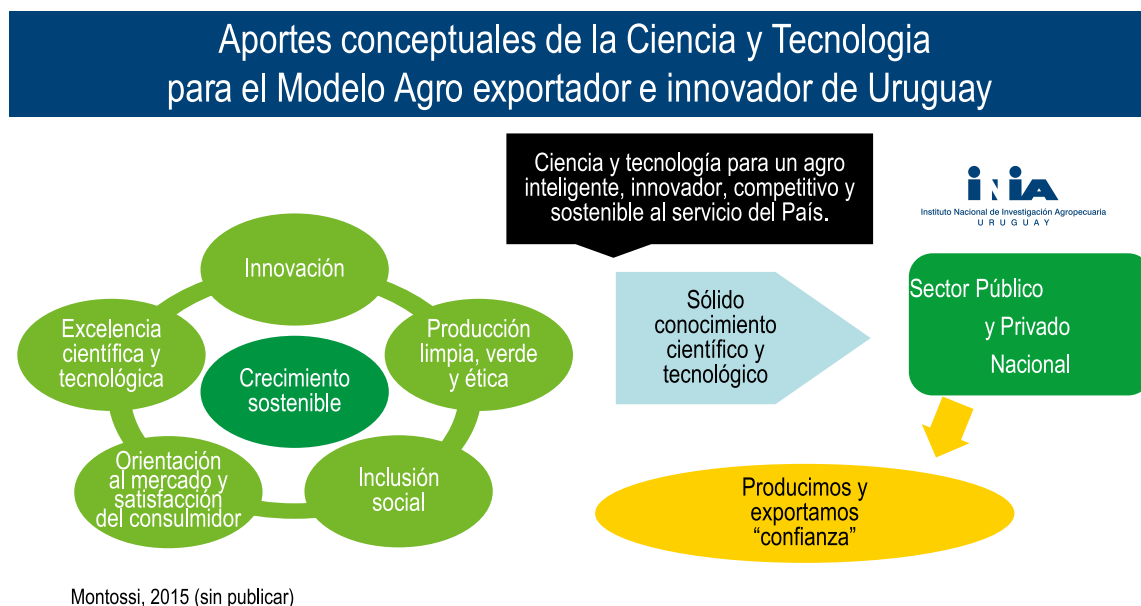 Aportes conceptuales de la Ciencia y Tecnologia
para el Modelo Agro exportador e innovador de Uruguay
Ciencia y tecnología para un agro
inteligente, innovador, competitivo y
sostenible al servicio del País.
iNiA
Instituto Nacional de Investigación Agropecuaria
URUGUAY
Innovación
Excelencia
científica y
tecnológica
Producción
limpia, verde
y ética
Crecimiento
sostenible
Orientación
al mercado y
satisfacción
del consulmidor
Inclusión
social
Sólido
conocimiento
científico y
tecnológico
Sector Público
y Privado
Nacional
Producimos y
exportamos
“confianza”
Montossi, 2015 (sin publicar)